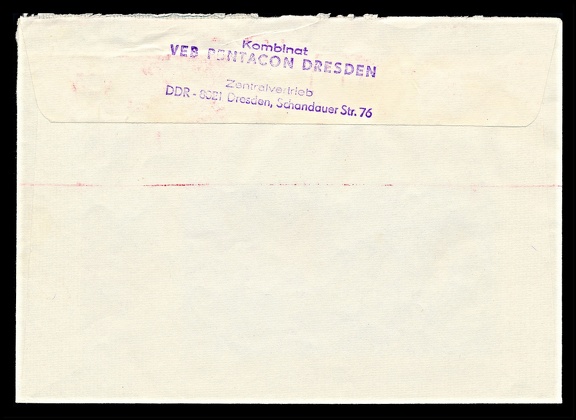 Kombinat
VEB PENTACON DRESDEN
Zentralvertrieb
DDR - 8021 Dresden, Schandauer Str. 76